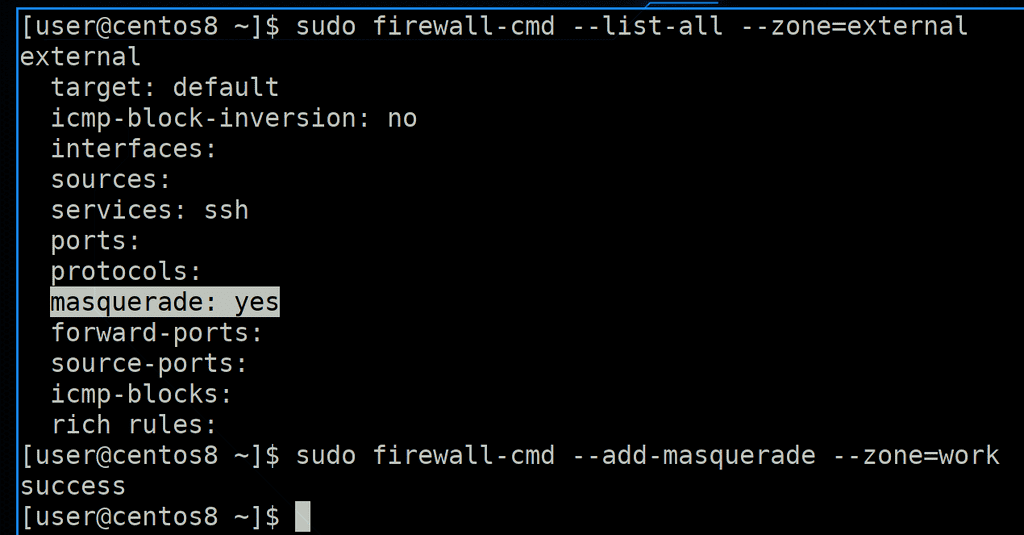 [user@centos8 ~]$ sudo firewall-cmd --list-all --zone=external
external
  target: default
  icmp-block-inversion: no
  interfaces:
  sources:
  services: ssh
  ports:
  protocols:
  masquerade: yes
  forward-ports:
  source-ports:
  icmp-blocks:
  rich rules:
[user@centos8 ~]$ sudo firewall-cmd --add-masquerade --zone=work
success
[user@centos8 ~]$